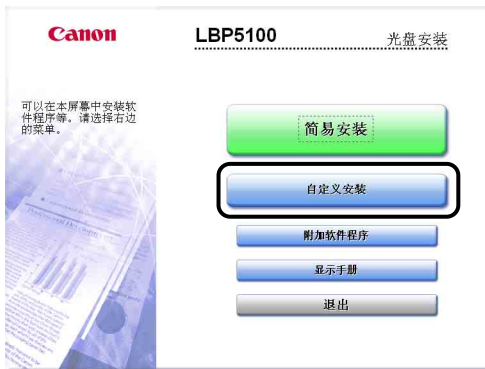 Canon
LBP5100
光盘安装
可以在本屏幕中安装软
件程序等。请选择右边
的菜单。
简易安装
自定义安装
附加软件程序
显示手册
退出